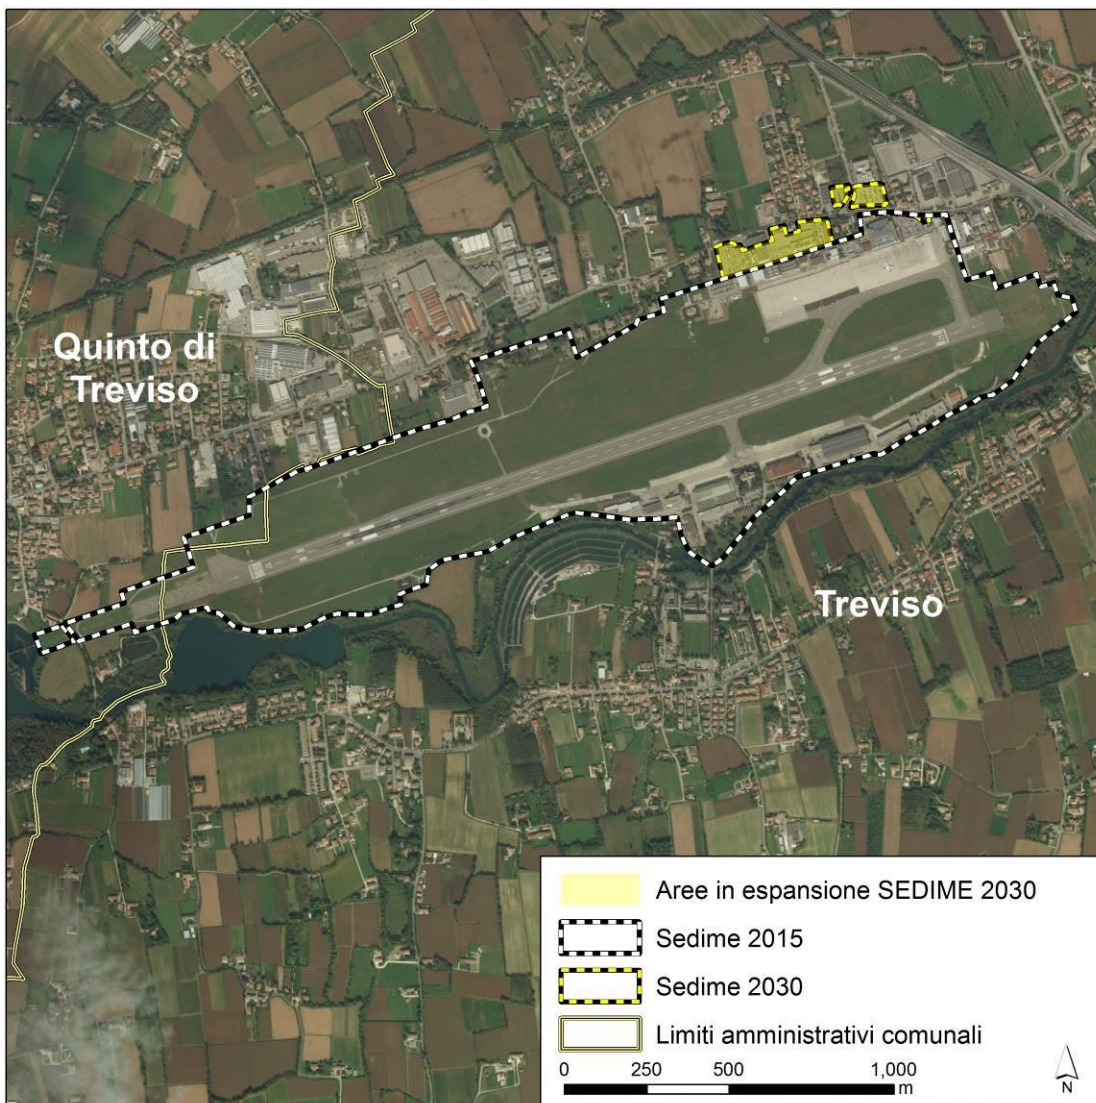 Quinto di
Treviso
Treviso
Aree in espansione SEDIME 2030
Sedime 2015
Sedime 2030
Limiti amministrativi comunali
0 250 500 1,000
m
N